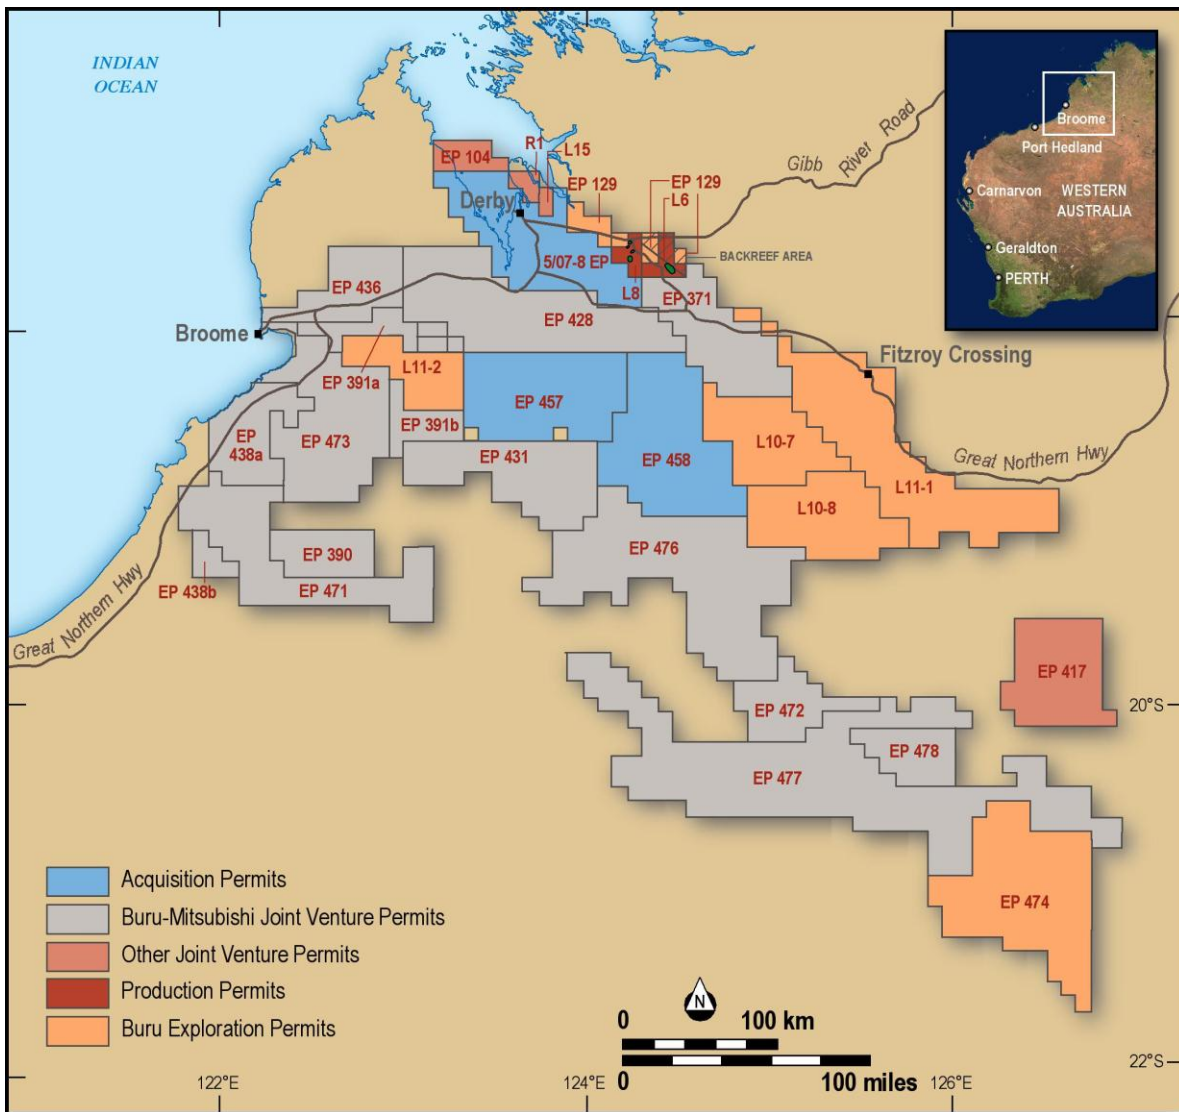 INDIAN
OCEAN
Broome
Port Hedland
Carnarvon
WESTERN
AUSTRALIA
Geraldton
PERTH
Gibb River Road
R1
L15
EP 104
EP 129
EP 129
L6
Derby
BACKREEF AREA
5/07-8 EP
L8
EP 371
EP 436
EP 428
Broome
Fitzroy Crossing
EP 391a
L11-2
EP 457
EP 391b
EP
438a
EP 473
EP 431
EP 458
L10-7
Great Northern Hwy
L11-1
L10-8
EP 390
EP 476
EP 438b
EP 471
Great Northern Hwy
EP 417
EP 472
20°S
EP 478
EP 477
EP 474
Acquisition Permits
Buru-Mitsubishi Joint Venture Permits
Other Joint Venture Permits
Production Permits
Buru Exploration Permits
N
0 100 km
0 100 miles
22°S
122°E
124°E
126°E